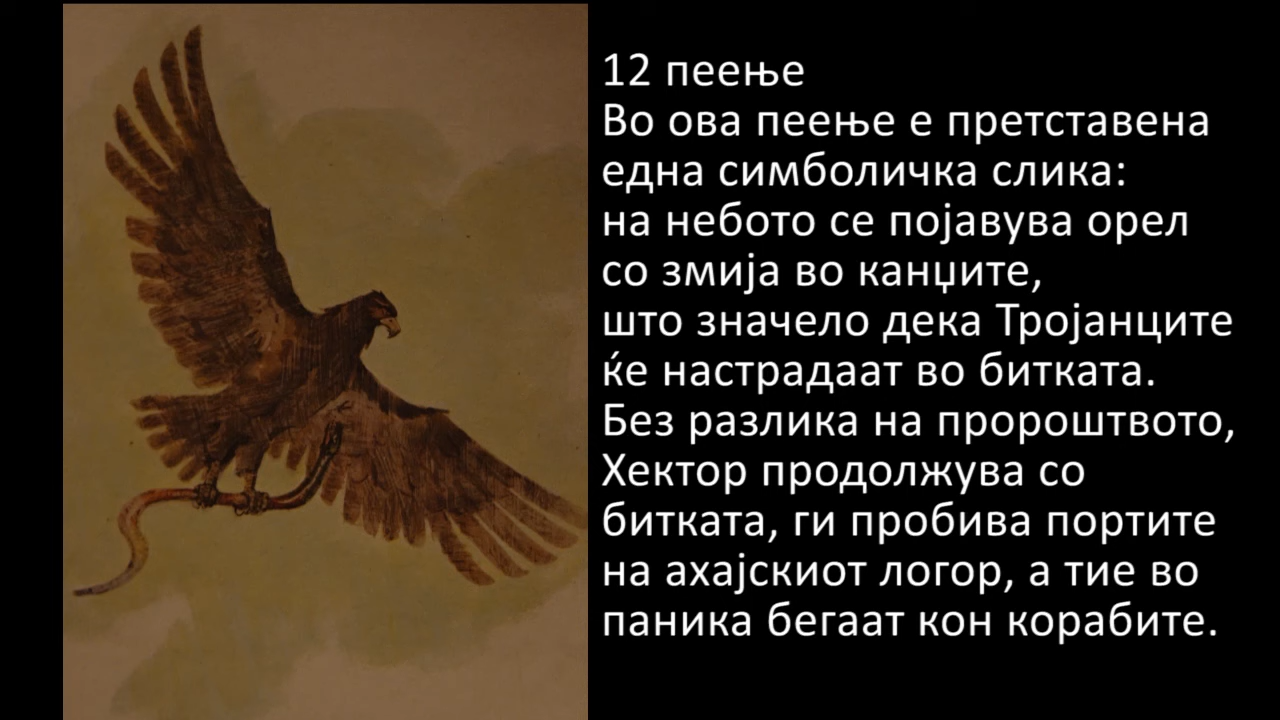 12 пеење
Во ова пеење е претставена
една симболичка слика:
на небото се појавува орел
со змија во канџите,
што значело дека Тројанците
ќе настрадаат во битката.
Без разлика на пророштвото,
Хектор продолжува со
битката, ги пробива портите
на ахајскиот логор, а тие во
паника бегаат кон корабите.